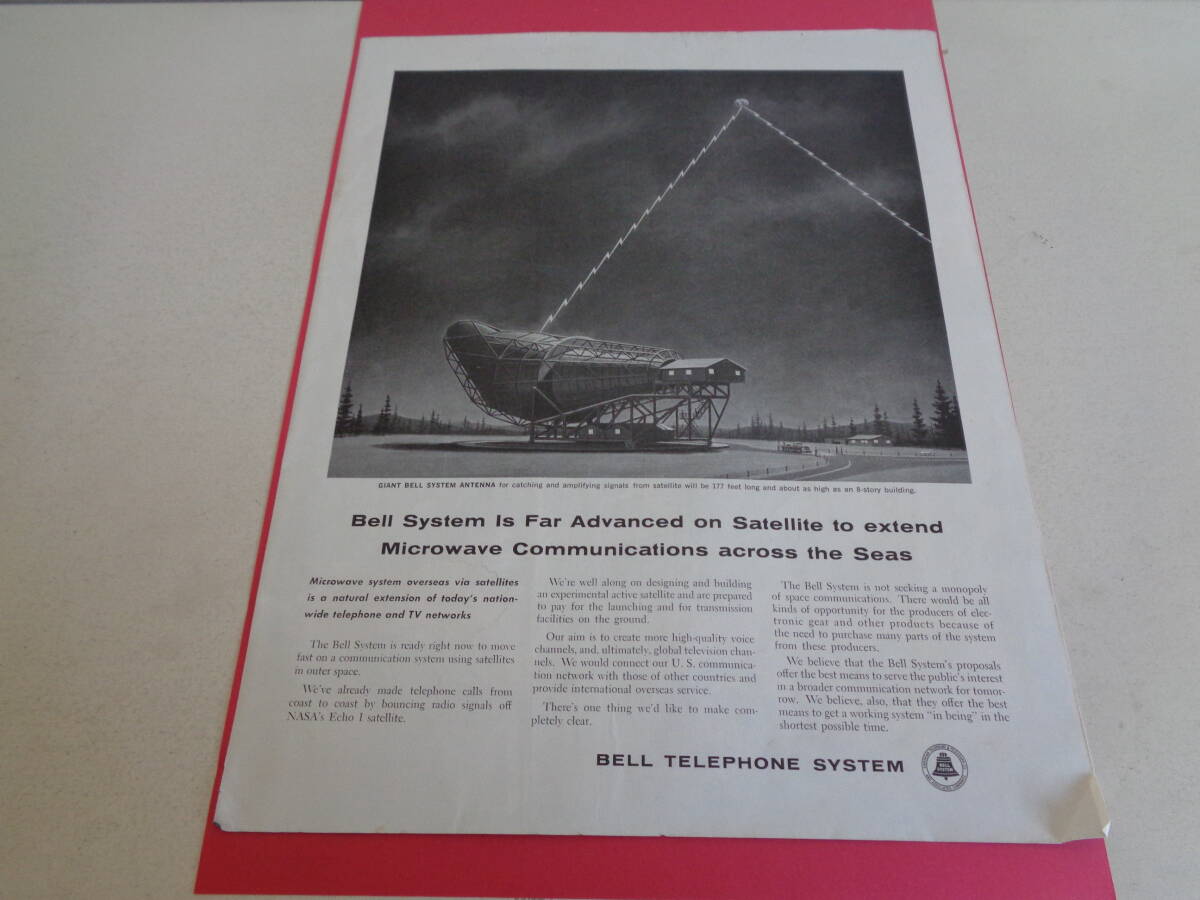 GIANT BELL SYSTEM ANTENNA for catching and amplifying signals from satellite will be 177 feet long and about as high as an 8-story building.
Bell System Is Far Advanced on Satellite to extend
Microwave Communications across the Seas
Microwave system overseas via satellites
is a natural extension of today's nation-
wide telephone and TV networks
The Bell System is ready right now to move
fast on a communication system using satellites
in outer space.
We've already made telephone calls from
coast to coast by bouncing radio signals off
NASA's Echo I satellite.
We're well along on designing and building
an experimental active satellite and are prepared
to pay for the launching and for transmission
facilities on the ground.
Our aim is to create more high-quality voice
channels, and, ultimately, global television chan-
nels. We would connect our U. S. communica-
tion network with those of other countries and
provide international overseas service.
There's one thing we'd like to make com-
pletely clear.
The Bell System is not seeking a monopoly
of space communications. There would be all
kinds of opportunity for the producers of elec-
tronic gear and other products because of
the need to purchase many parts of the system
from these producers.
We believe that the Bell System's proposals
offer the best means to serve the public's interest
in a broader communication network for tomor-
row. We believe, also, that they offer the best
means to get a working system "in being" in the
shortest possible time.
BELL TELEPHONE SYSTEM
BELL
SYSTEM